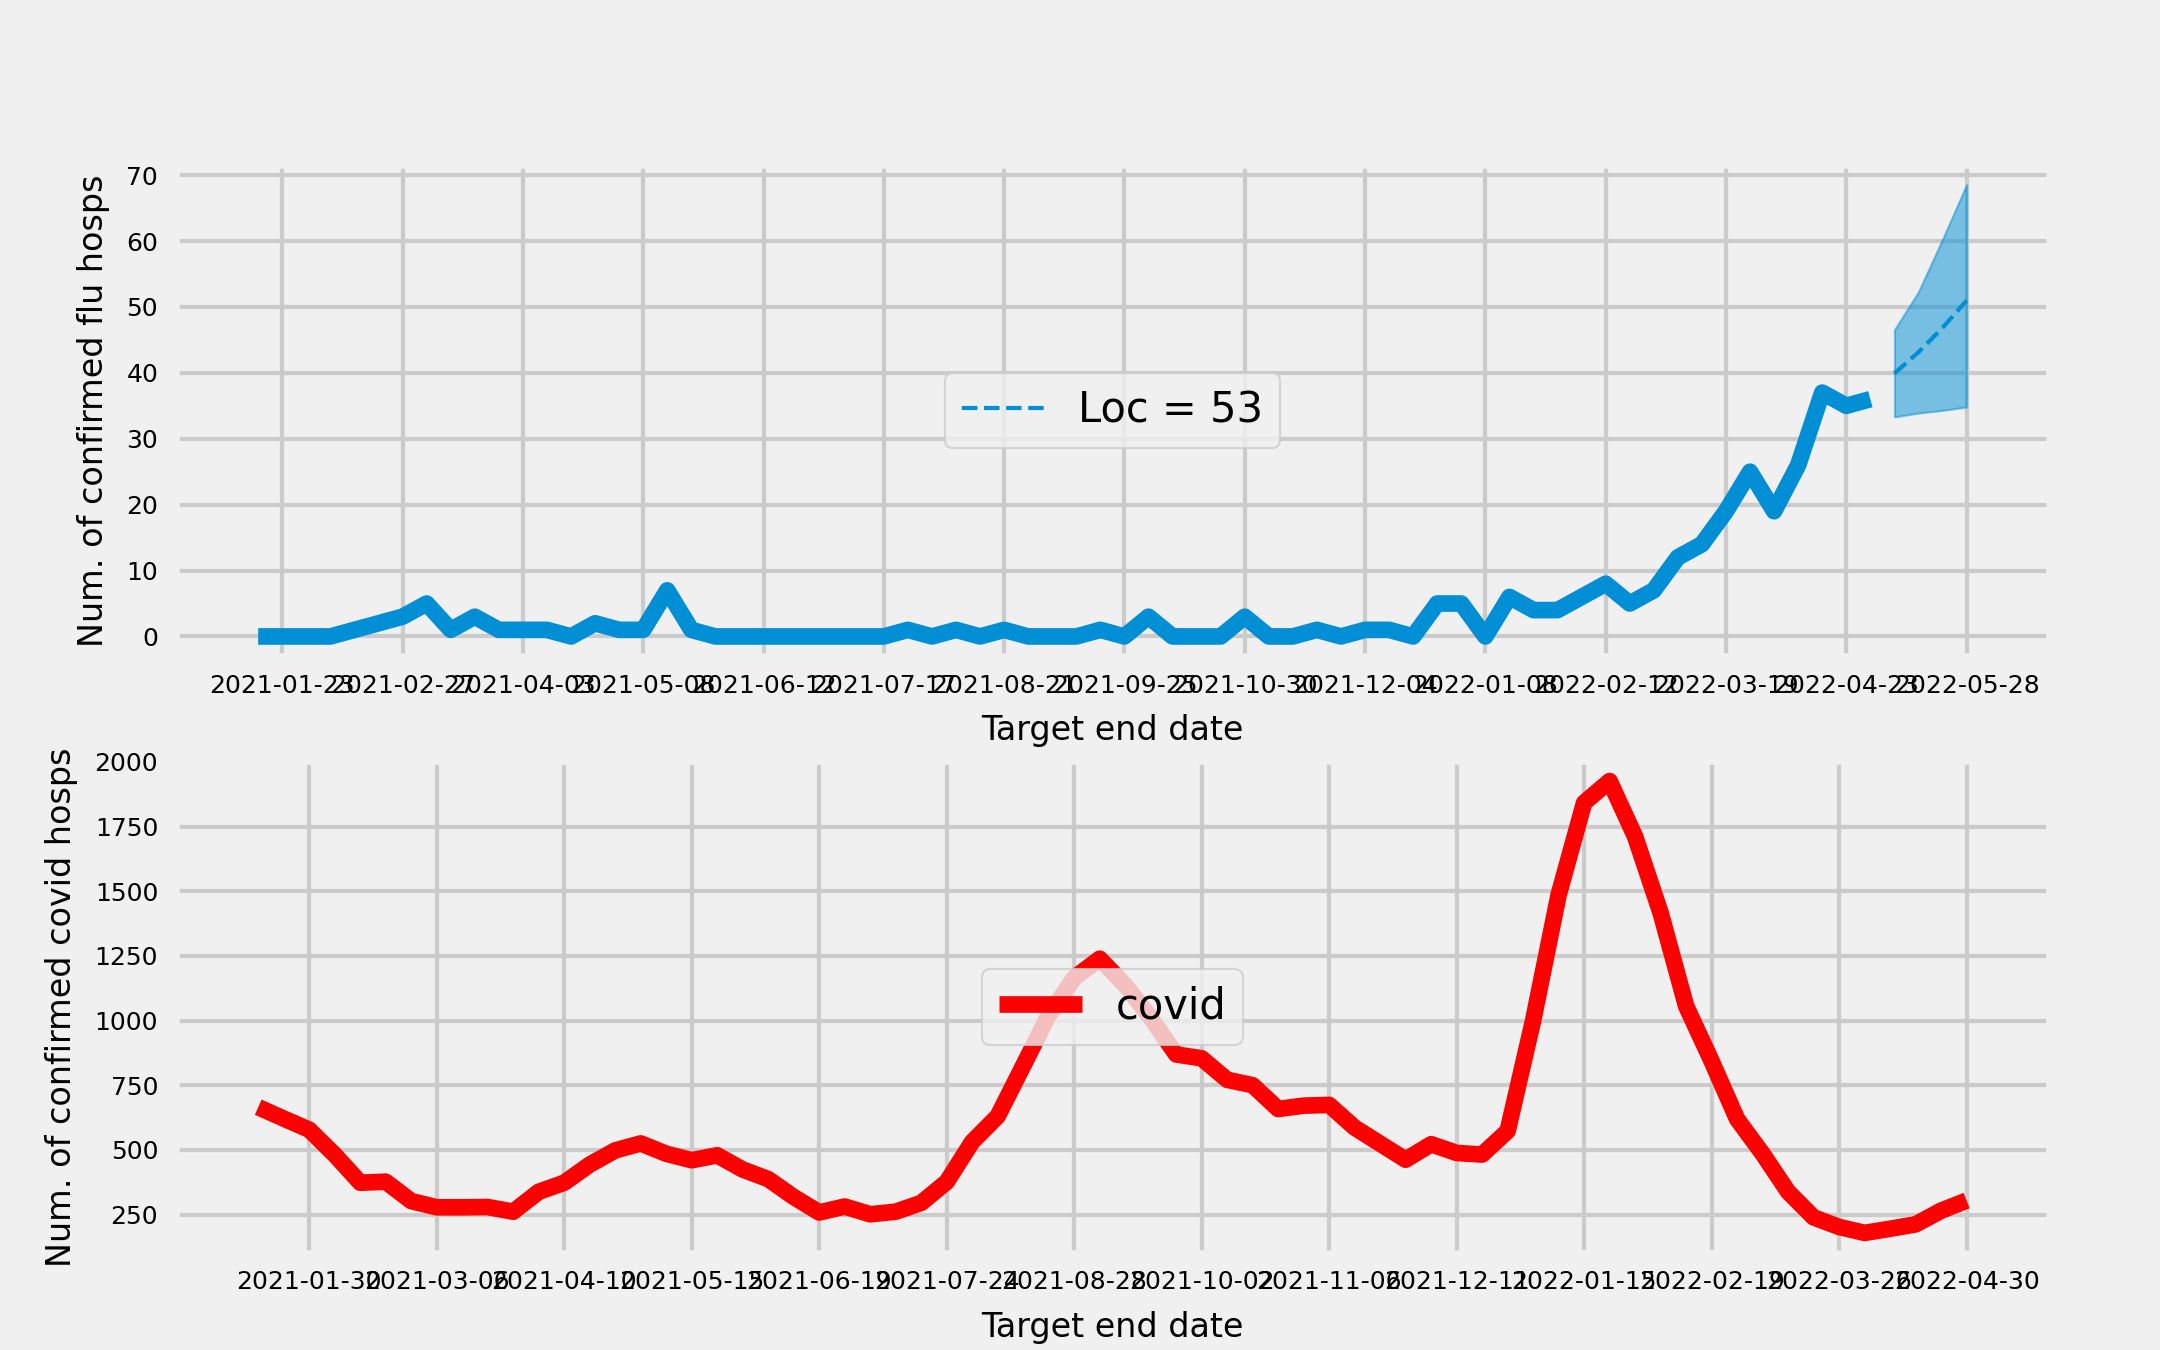 Num. of confirmed flu hosps
70
60
50
40
30
20
10
0
Loc = 53
2021-01-23 2021-02-27 2021-04-03 2021-05-08 2021-06-12 2021-07-17 2021-08-21 2021-09-25 2021-10-30 2021-12-04 2022-01-08 2022-02-12 2022-03-19 2022-04-23 2022-05-28
Target end date
Num. of confirmed covid hosps
2000
1750
1500
1250
1000
750
500
250
covid
2021-01-30 2021-03-06 2021-04-10 2021-05-15 2021-06-19 2021-07-24 2021-08-28 2021-10-02 2021-11-06 2021-12-11 2022-01-15 2022-02-19 2022-03-26 2022-04-30
Target end date